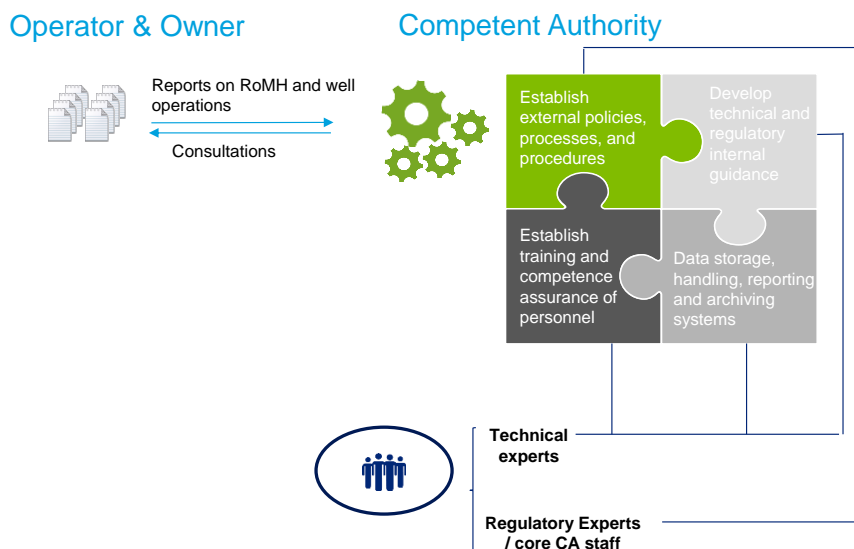 Operator & Owner
Competent Authority
Reports on RoMH and well
operations
Consultations
Establish
external policies,
processes, and
procedures
Develop
technical and
regulatory
internal
guidance
Establish
training and
competence
assurance of
personnel
Data storage,
handling, reporting
and archiving
systems
Technical
experts
Regulatory Experts
/ core CA staff